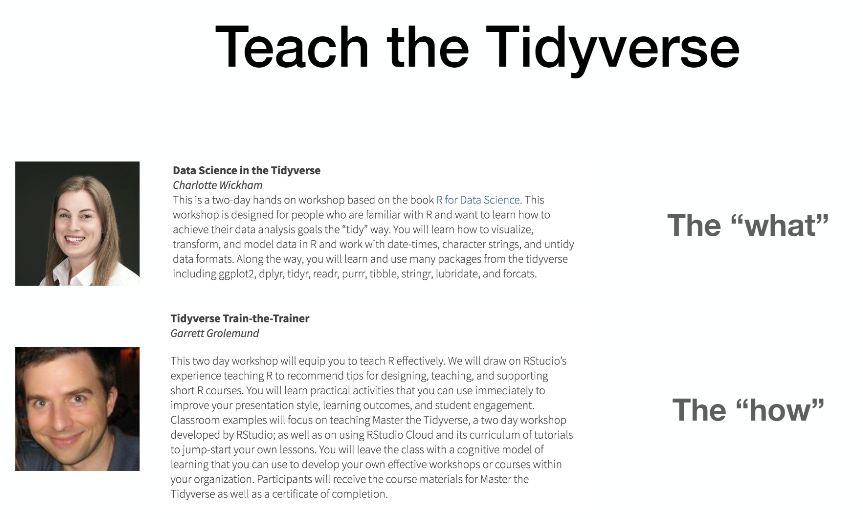 Teach the Tidyverse
Data Science in the Tidyverse
Charlotte Wickham
This is a two-day hands on workshop based on the book R for Data Science. This
workshop is designed for people who are familiar with R and want to learn how to
achieve their data analysis goals the “tidy” way. You will learn how to visualize,
transform, and model data in R and work with date-times, character strings, and untidy
data formats. Along the way, you will learn and use many packages from the tidyverse
including ggplot2, dplyr, tidyr, readr, purrr, tibble, stringr, lubridate, and forcats.
The “what”
Tidyverse Train-the-Trainer
Garrett Grolemund
This two day workshop will equip you to teach R effectively. We will draw on RStudio’s
experience teaching R to recommend tips for designing, teaching, and supporting
short R courses. You will learn practical activities that you can use immediately to
improve your presentation style, learning outcomes, and student engagement.
Classroom examples will focus on teaching Master the Tidyverse, a two day workshop
developed by RStudio; as well as on using RStudio Cloud and its curriculum of tutorials
to jump-start your own lessons. You will leave the class with a cognitive model of
learning that you can use to develop your own effective workshops or courses within
your organization. Participants will receive the course materials for Master the
Tidyverse as well as a certificate of completion.
The “how”